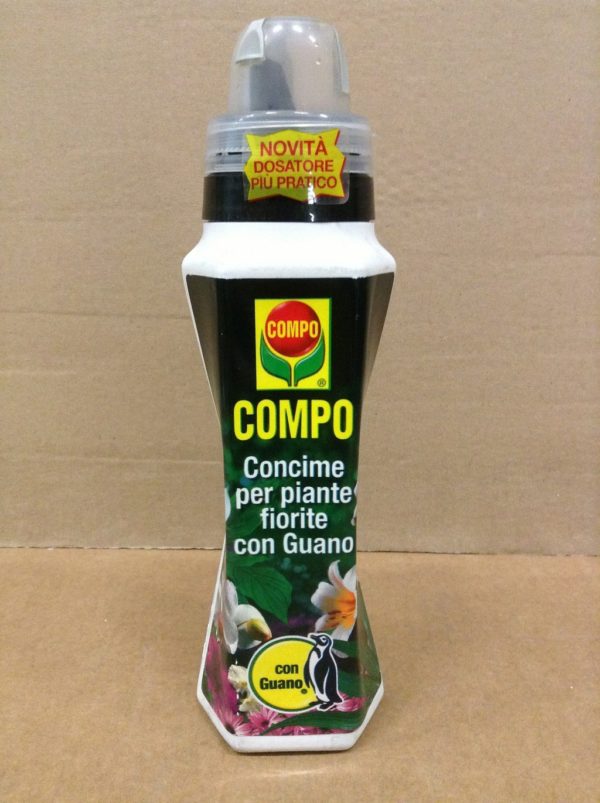 NOVITÀ
DOSATORE
PIÙ PRATICO
COMPO
®
COMPO
Concime
per piante
fiorite
con Guano
con
Guano